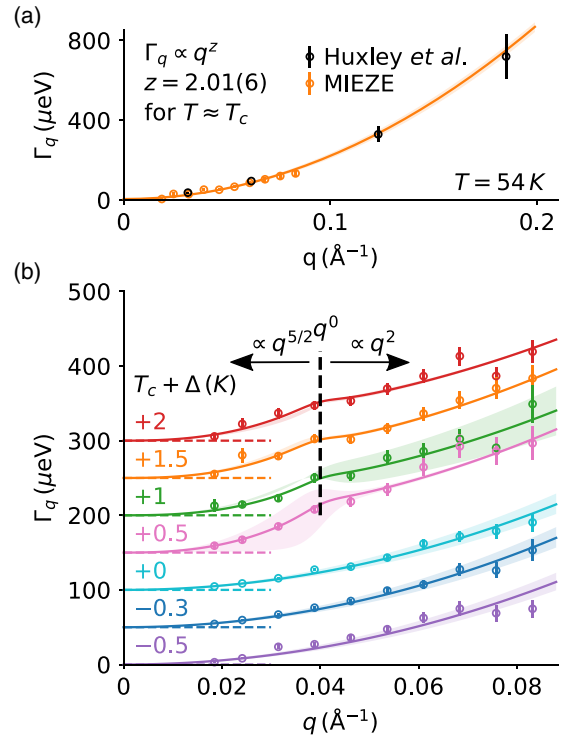 (a)
Γq ∝ q^z
z = 2.01(6)
for T ≈ Tc
Huxley et al.
MIEZE
T = 54 K
800
400
0
Γq (μeV)
0
0.1
0.2
q (Å⁻¹)
(b)
500
400
300
200
100
0
Γq (μeV)
∝ q^5/2 q^0 ∝ q^2
Tc + Δ (K)
+2
+1.5
+1
+0.5
+0
−0.3
−0.5
0
0.02
0.04
0.06
0.08
q (Å⁻¹)